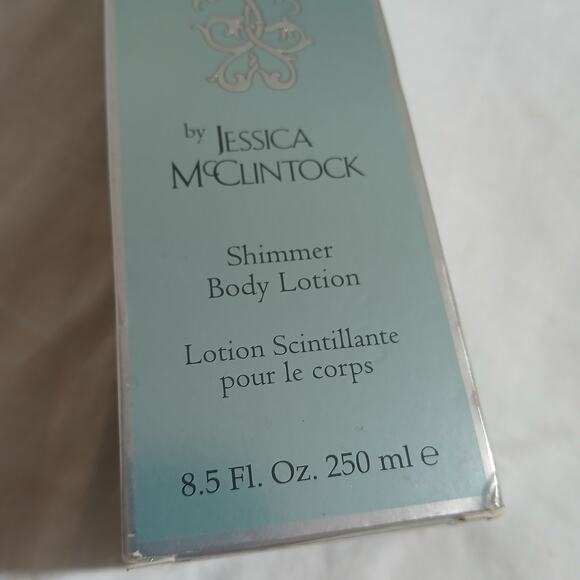 by JESSICA
McCLINTOCK
Shimmer
Body Lotion
Lotion Scintillante
pour le corps
8.5 Fl. Oz. 250 ml ℮